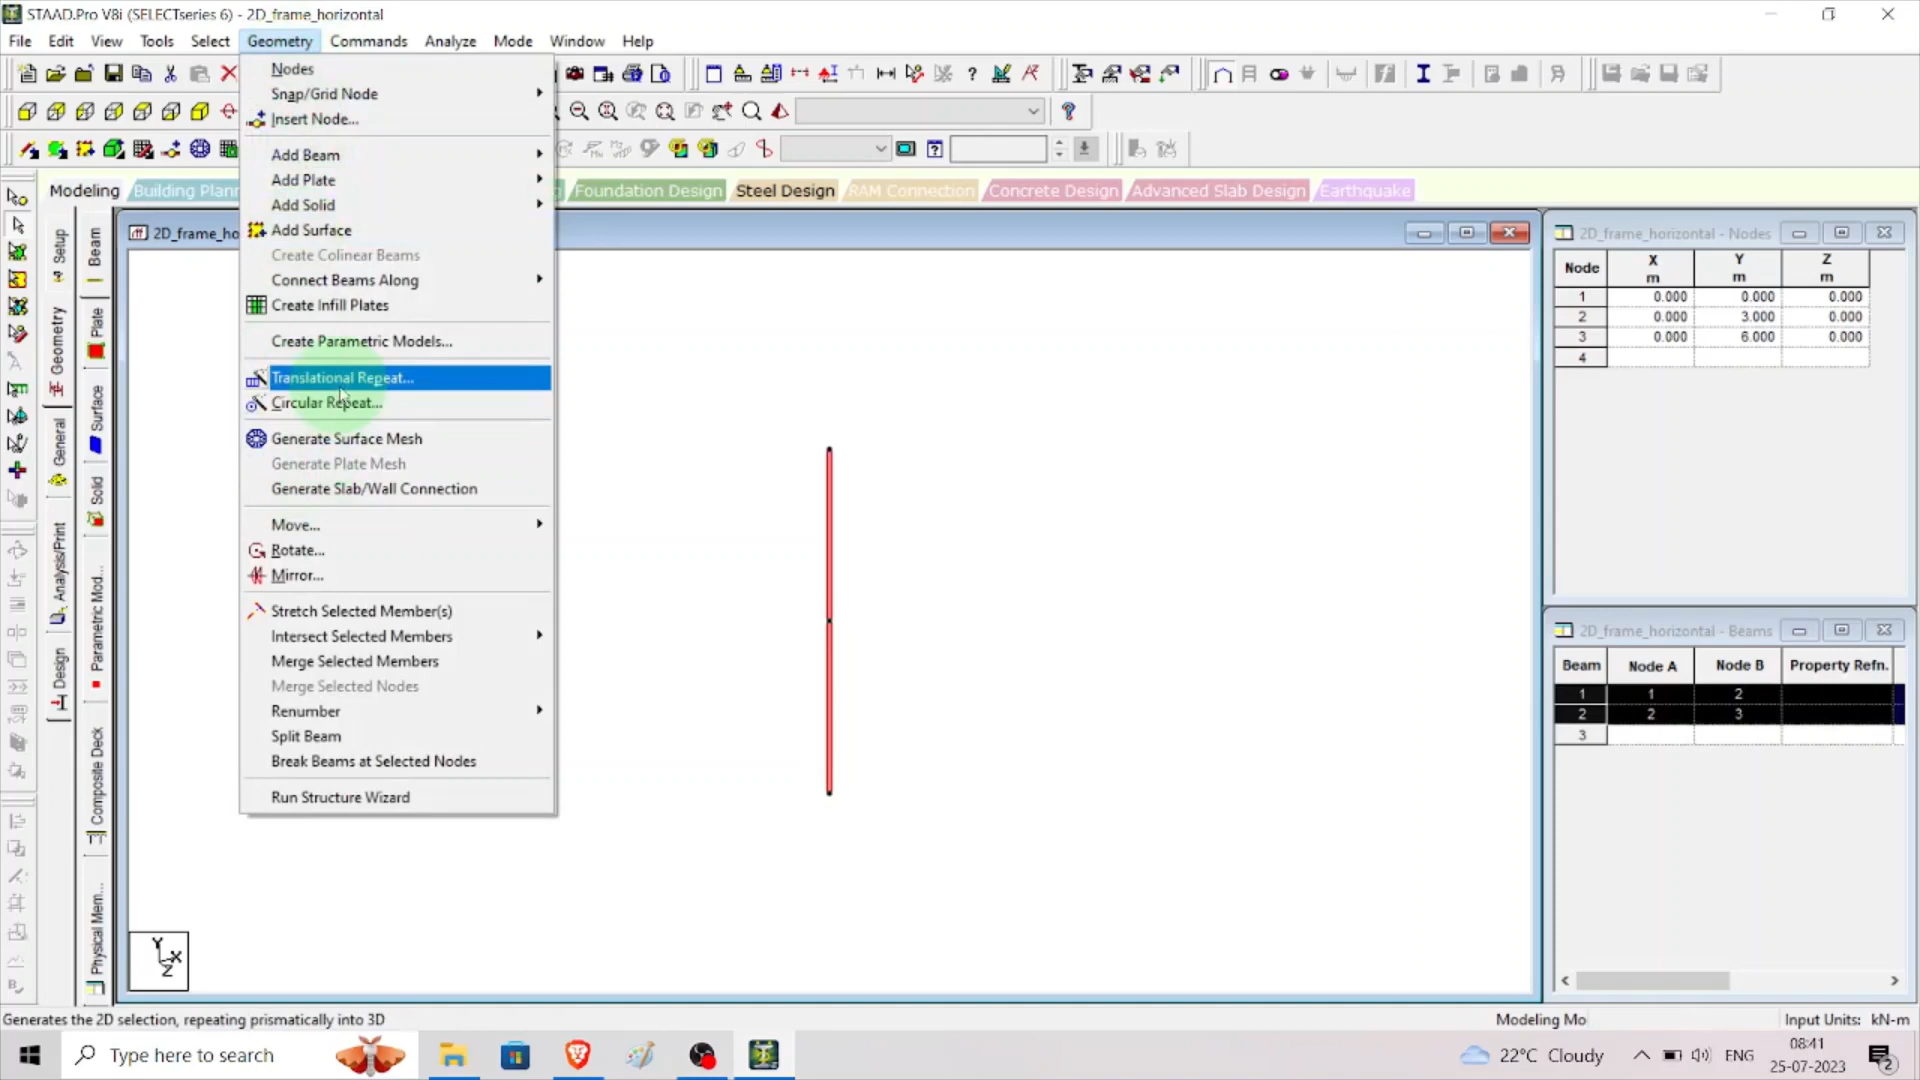 STAAD.Pro V8i (SELECTseries 6) - 2D_frame_horizontal
File Edit View Tools Select Geometry Commands Analyze Mode Window Help
Nodes
Snap/Grid Node
Insert Node...
Add Beam
Add Plate
Add Solid
Add Surface
Create Colinear Beams
Connect Beams Along
Create Infill Plates
Create Parametric Models...
Translational Repeat...
Circular Repeat...
Generate Surface Mesh
Generate Plate Mesh
Generate Slab/Wall Connection
Move...
Rotate...
Mirror...
Stretch Selected Member(s)
Intersect Selected Members
Merge Selected Members
Merge Selected Nodes
Renumber
Split Beam
Break Beams at Selected Nodes
Run Structure Wizard
Modeling Building Plann Foundation Design Steel Design RAM Connection Concrete Design Advanced Slab Design Earthquake
Setup
Geometry
General
Analysis/Print
Design
Beam
Plate
Surface
Solid
Parametric Mod...
Composite Deck
Physical Mem...
2D_frame_ho
Y
X
Z
2D_frame_horizontal - Nodes
Node X m Y m Z m
1 0.000 0.000 0.000
2 0.000 3.000 0.000
3 0.000 6.000 0.000
4
2D_frame_horizontal - Beams
Beam Node A Node B Property Refn.
1 1 2
2 2 3
3
Generates the 2D selection, repeating prismatically into 3D
Modeling Mo
Input Units: kN-m
Type here to search
22°C Cloudy
ENG
08:41
25-07-2023
2